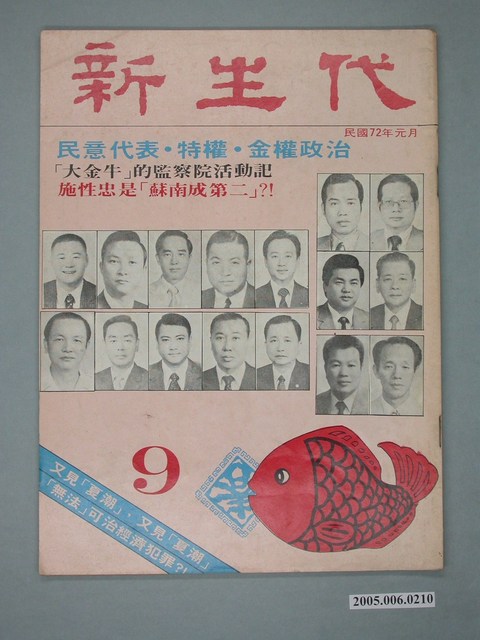 新生代
民國72年元月
民意代表·特權·金權政治
「大金牛」的監察院活動記
施性忠是「蘇南成第二」?!
9
又見「夏潮」·又見「夏潮」
「無法」可治經濟犯罪?!
2005.006.0210